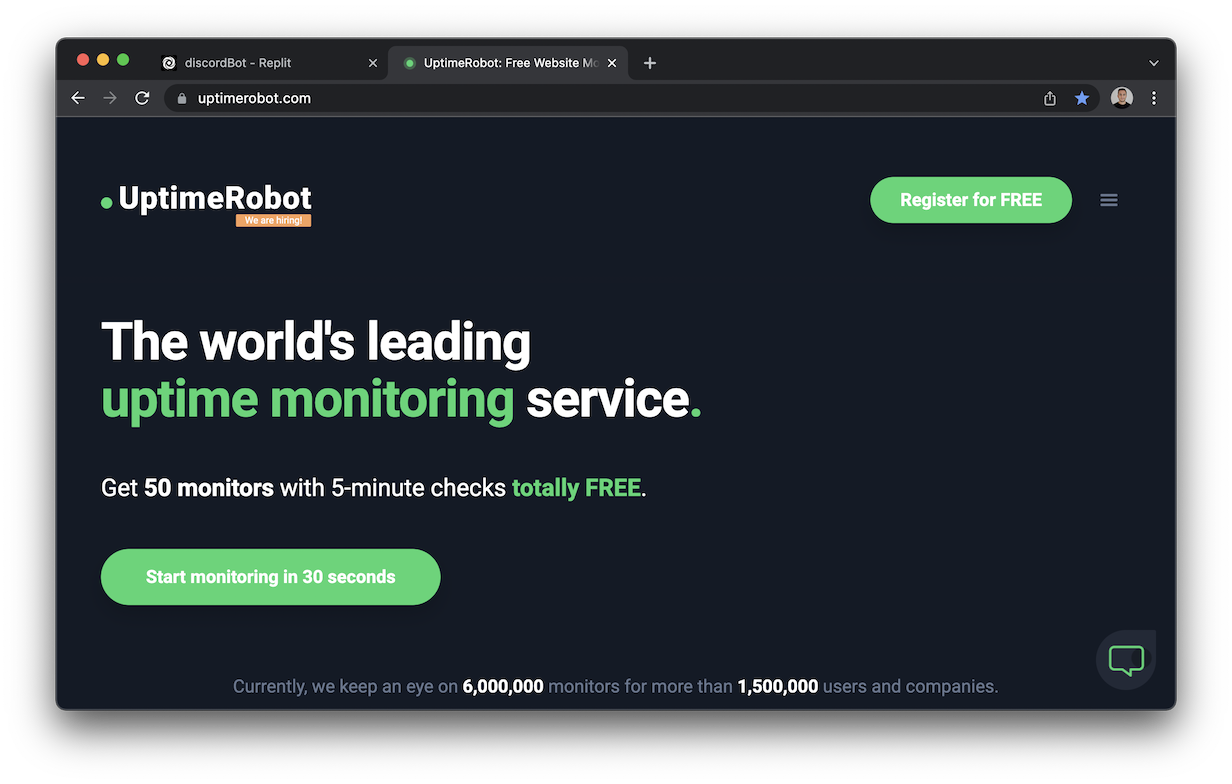 discordBot - Replit
UptimeRobot: Free Website Mo
uptimerobot.com
UptimeRobot
We are hiring!
Register for FREE
The world's leading
uptime monitoring service.
Get 50 monitors with 5-minute checks totally FREE.
Start monitoring in 30 seconds
Currently, we keep an eye on 6,000,000 monitors for more than 1,500,000 users and companies.